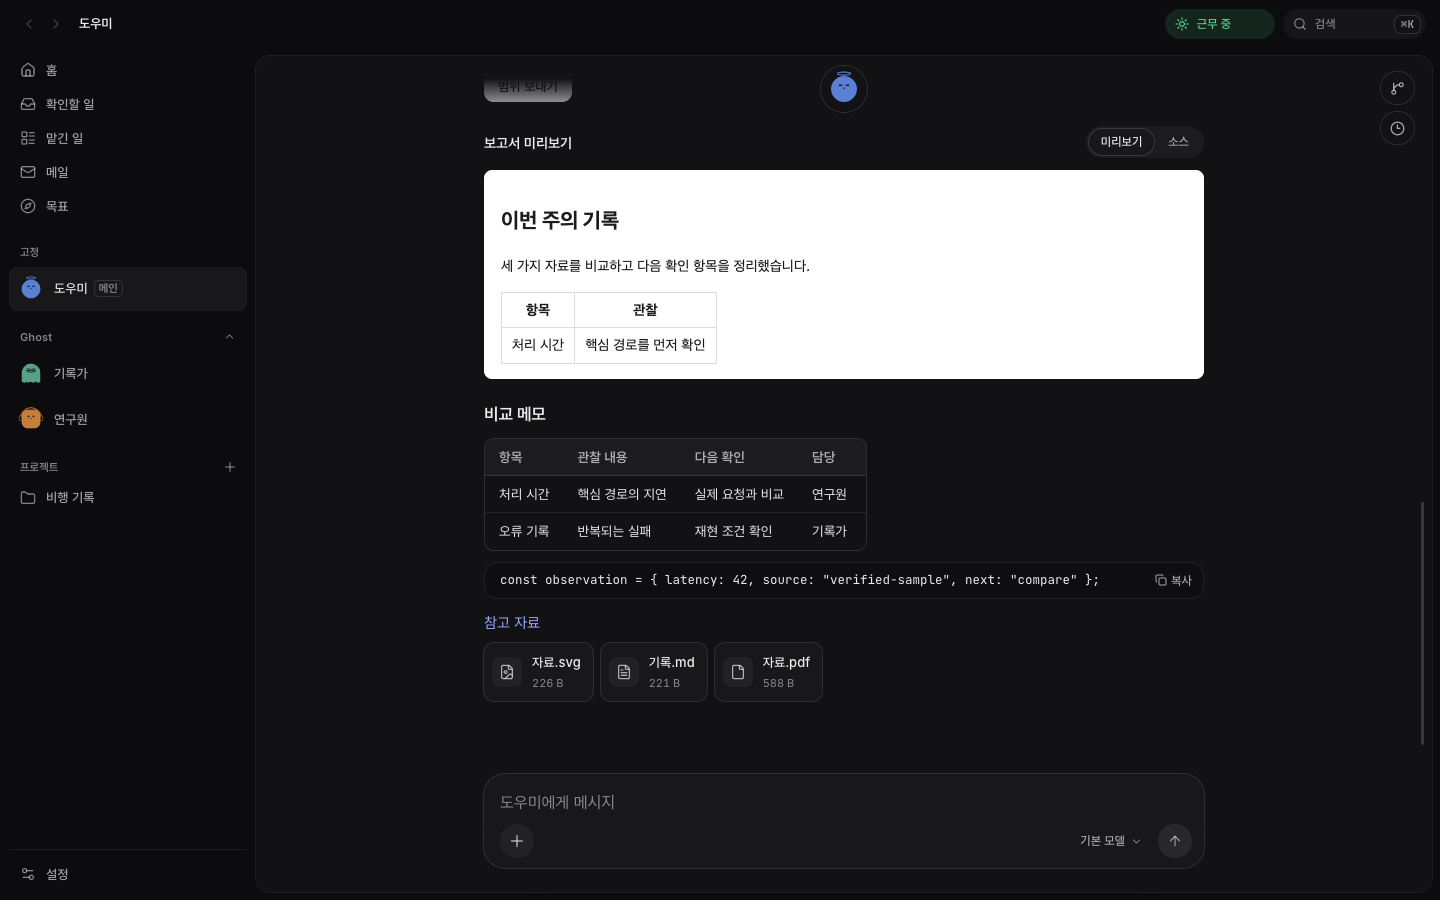 도우미
근무 중
검색
⌘K
홈
확인할 일
맡긴 일
메일
목표
고정
도우미 메인
Ghost
기록가
연구원
프로젝트
비행 기록
설정
범위 보내기
보고서 미리보기
미리보기 소스
이번 주의 기록
세 가지 자료를 비교하고 다음 확인 항목을 정리했습니다.
항목 관찰
처리 시간 핵심 경로를 먼저 확인
비교 메모
항목 관찰 내용 다음 확인 담당
처리 시간 핵심 경로의 지연 실제 요청과 비교 연구원
오류 기록 반복되는 실패 재현 조건 확인 기록가
const observation = { latency: 42, source: "verified-sample", next: "compare" };
복사
참고 자료
자료.svg
226 B
기록.md
221 B
자료.pdf
588 B
도우미에게 메시지
기본 모델